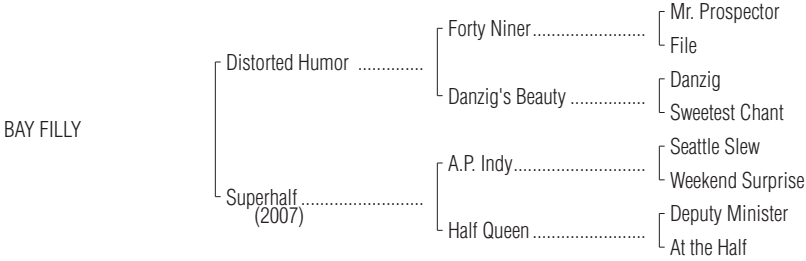 Mr. Prospector
Forty Niner..........................
File
Distorted Humor ...............
Danzig
Danzig's Beauty .................
Sweetest Chant
BAY FILLY
Seattle Slew
A.P. Indy..............................
Weekend Surprise
Superhalf............................
(2007)
Deputy Minister
Half Queen..........................
At the Half